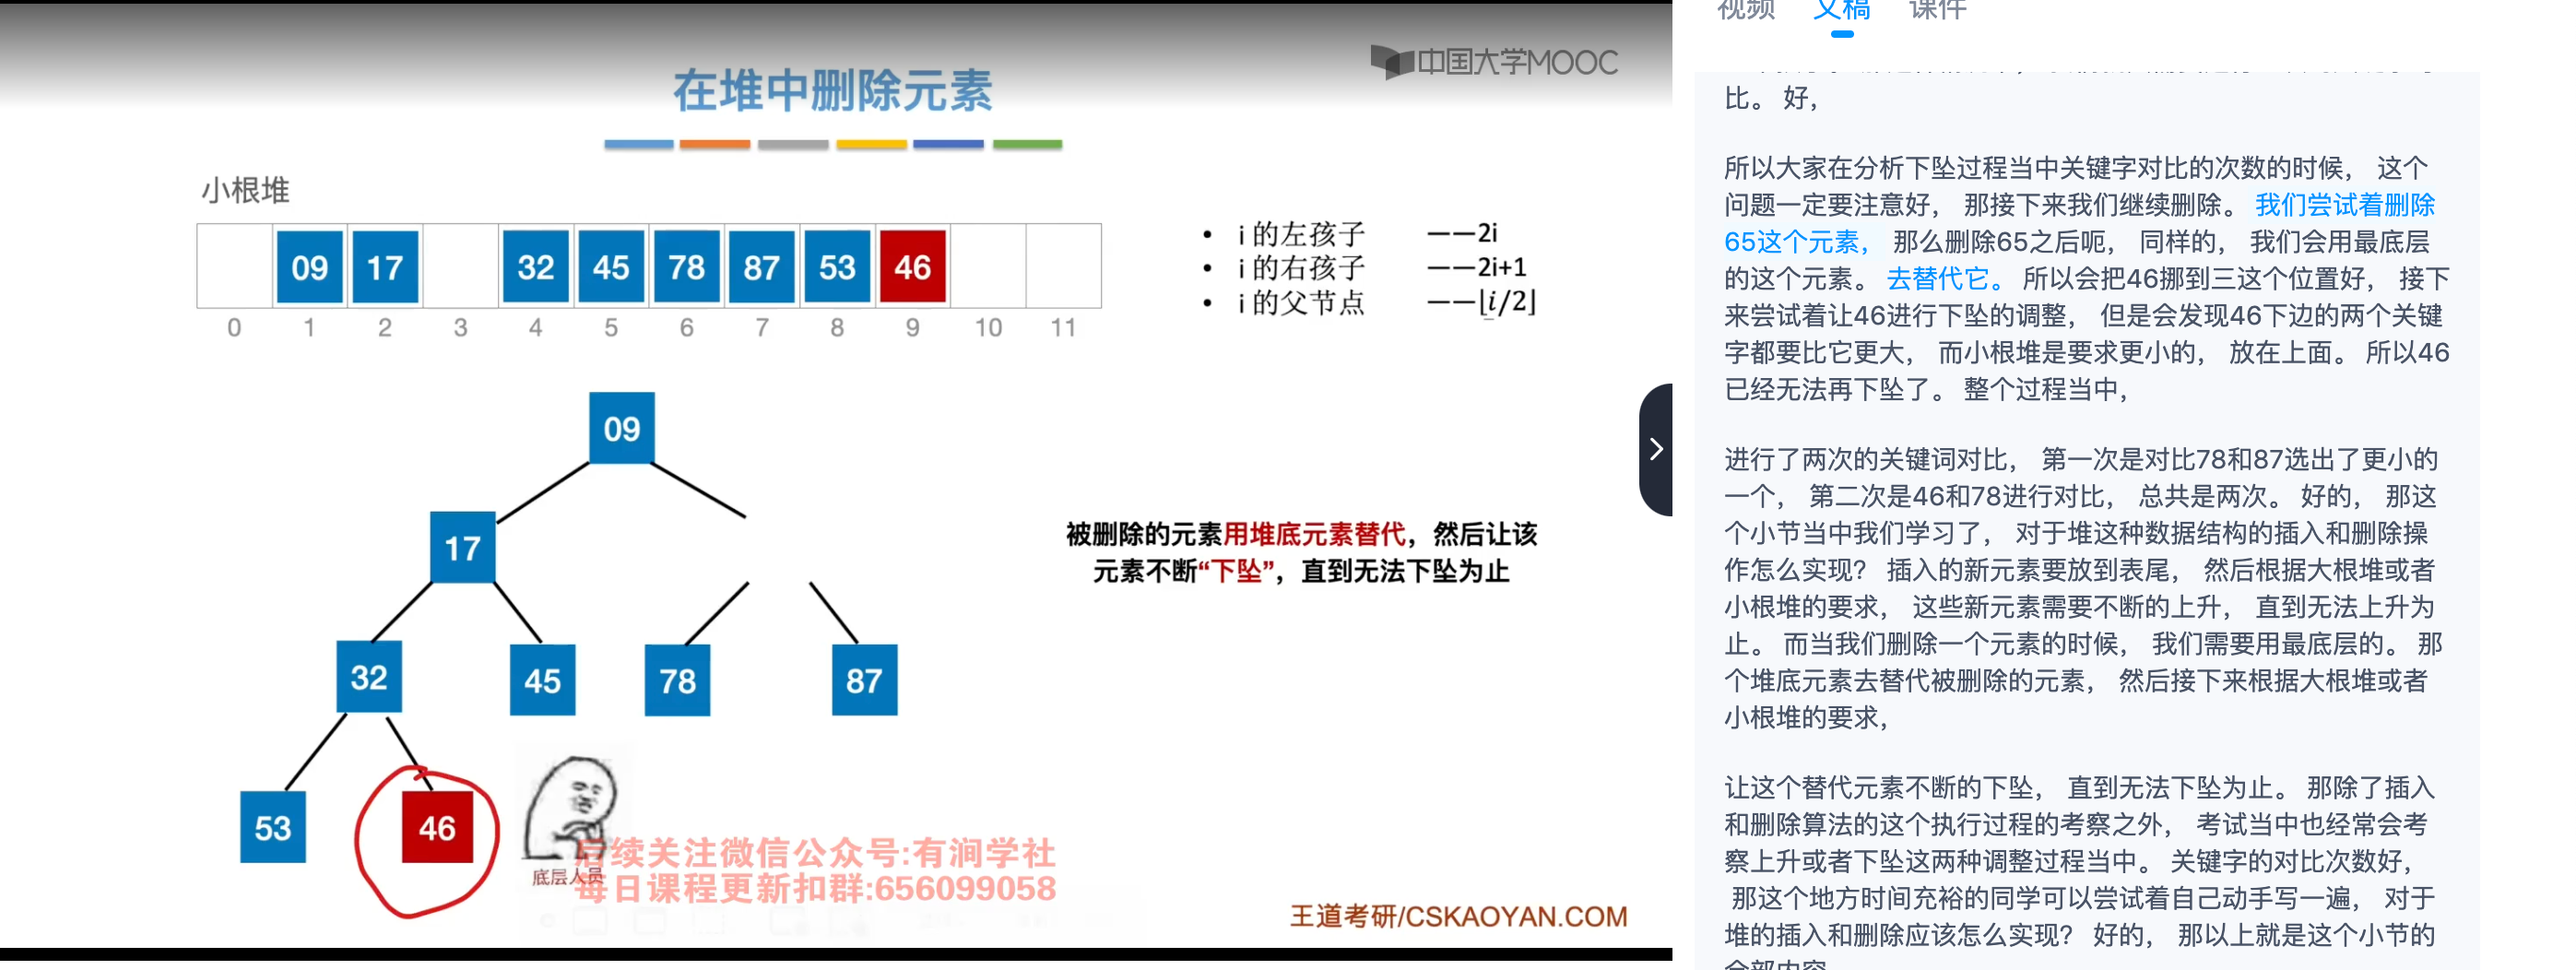 中国大学MOOC
在堆中删除元素
小根堆
09 17 32 45 78 87 53 46
0 1 2 3 4 5 6 7 8 9 10 11
• i 的左孩子 ——2i
• i 的右孩子 ——2i+1
• i 的父节点 ——⌊i/2⌋
09
17
32 45 78 87
53 46
被删除的元素用堆底元素替代，然后让该
元素不断“下坠”，直到无法下坠为止
底层人员
后续关注微信公众号:有涧学社
每日课程更新扣群:656099058
王道考研/CSKAOYAN.COM
视频 文稿 课件
比。 好，
所以大家在分析下坠过程当中关键字对比的次数的时候， 这个
问题一定要注意好， 那接下来我们继续删除。 我们尝试着删除
65这个元素， 那么删除65之后呃， 同样的， 我们会用最底层
的这个元素。 去替代它。 所以会把46挪到三这个位置好， 接下
来尝试着让46进行下坠的调整， 但是会发现46下边的两个关键
字都要比它更大， 而小根堆是要求更小的， 放在上面。 所以46
已经无法再下坠了。 整个过程当中，
进行了两次的关键词对比， 第一次是对比78和87选出了更小的
一个， 第二次是46和78进行对比， 总共是两次。 好的， 那这
个小节当中我们学习了， 对于堆这种数据结构的插入和删除操
作怎么实现? 插入的新元素要放到表尾， 然后根据大根堆或者
小根堆的要求， 这些新元素需要不断的上升， 直到无法上升为
止。 而当我们删除一个元素的时候， 我们需要用最底层的。 那
个堆底元素去替代被删除的元素， 然后接下来根据大根堆或者
小根堆的要求，
让这个替代元素不断的下坠， 直到无法下坠为止。 那除了插入
和删除算法的这个执行过程的考察之外， 考试当中也经常会考
察上升或者下坠这两种调整过程当中。 关键字的对比次数好，
那这个地方时间充裕的同学可以尝试着自己动手写一遍， 对于
堆的插入和删除应该怎么实现? 好的， 那以上就是这个小节的
全部内容